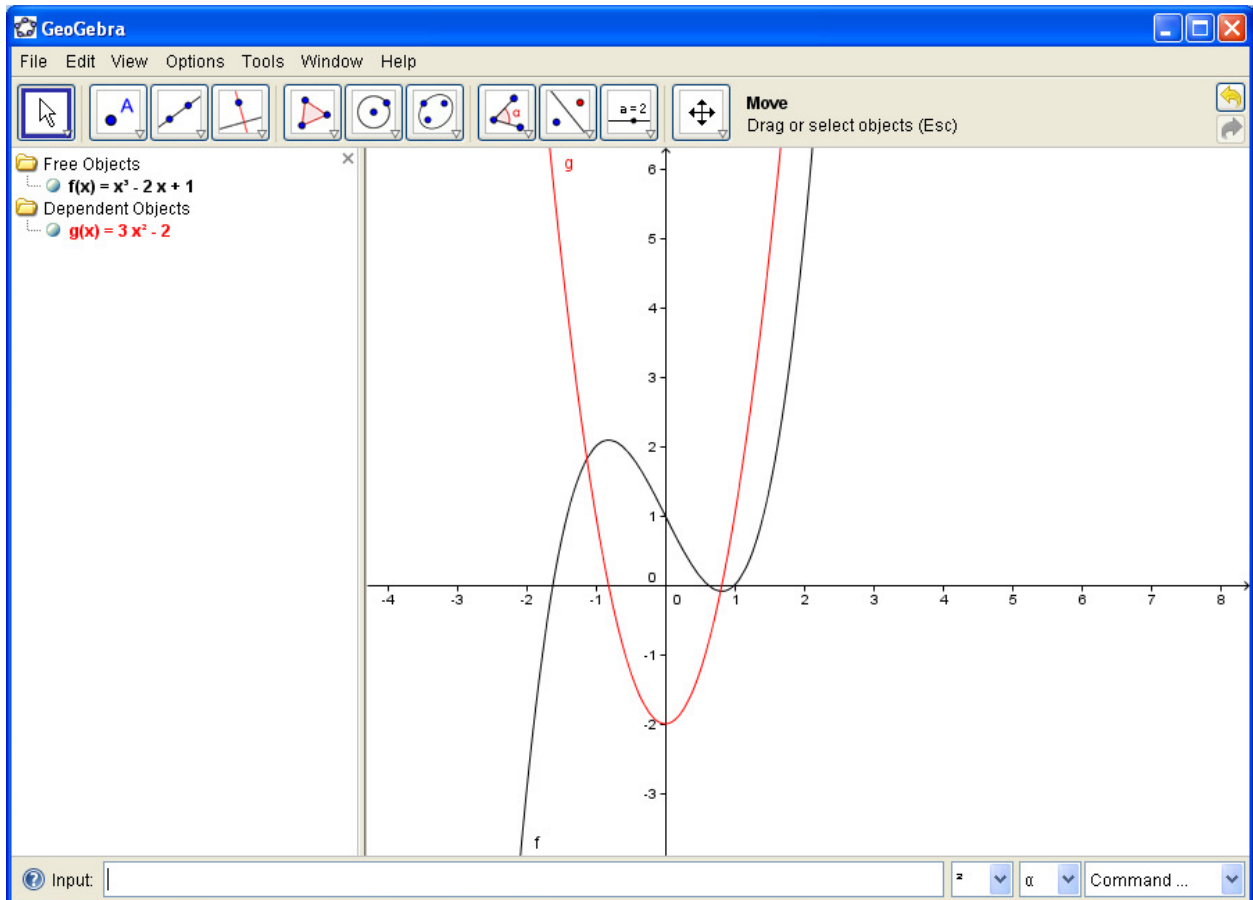 GeoGebra
File Edit View Options Tools Window Help
A
α
a = 2
Move
Drag or select objects (Esc)
Free Objects
f(x) = x³ - 2 x + 1
Dependent Objects
g(x) = 3 x² - 2
g
6
5
4
3
2
1
0
-4 -3 -2 -1 0 1 2 3 4 5 6 7 8
-1
-2
-3
f
Input:
²
α
Command ...